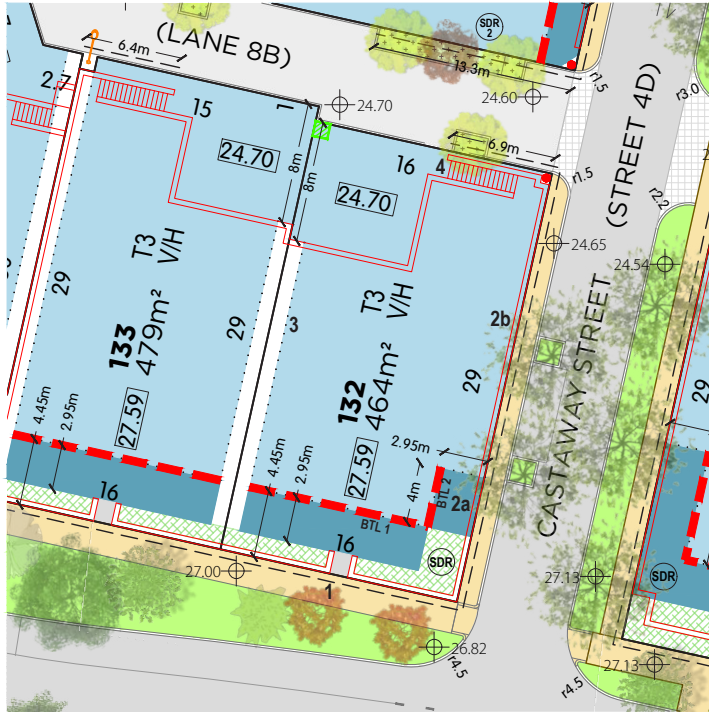 (LANE 8B)
SDR
2
6.4m
13.3m
r1.5
2.7
15
1
24.70
24.60
r3.0
(STREET 4D)
6.9m
8m
8m
24.70
16
4
24.70
r1.5
r2.2
24.65
24.54
T3
V/H
T3
V/H
29
29
3
2b
29
29
133
479m²
27.59
132
464m²
27.59
CASTAWAY STREET
4.45m
2.95m
4.45m
2.95m
2.95m
4m
BTL 2
BTL 1
2a
16
16
SDR
SDR
27.00
1
27.13
27.13
26.82
r4.5
r4.5